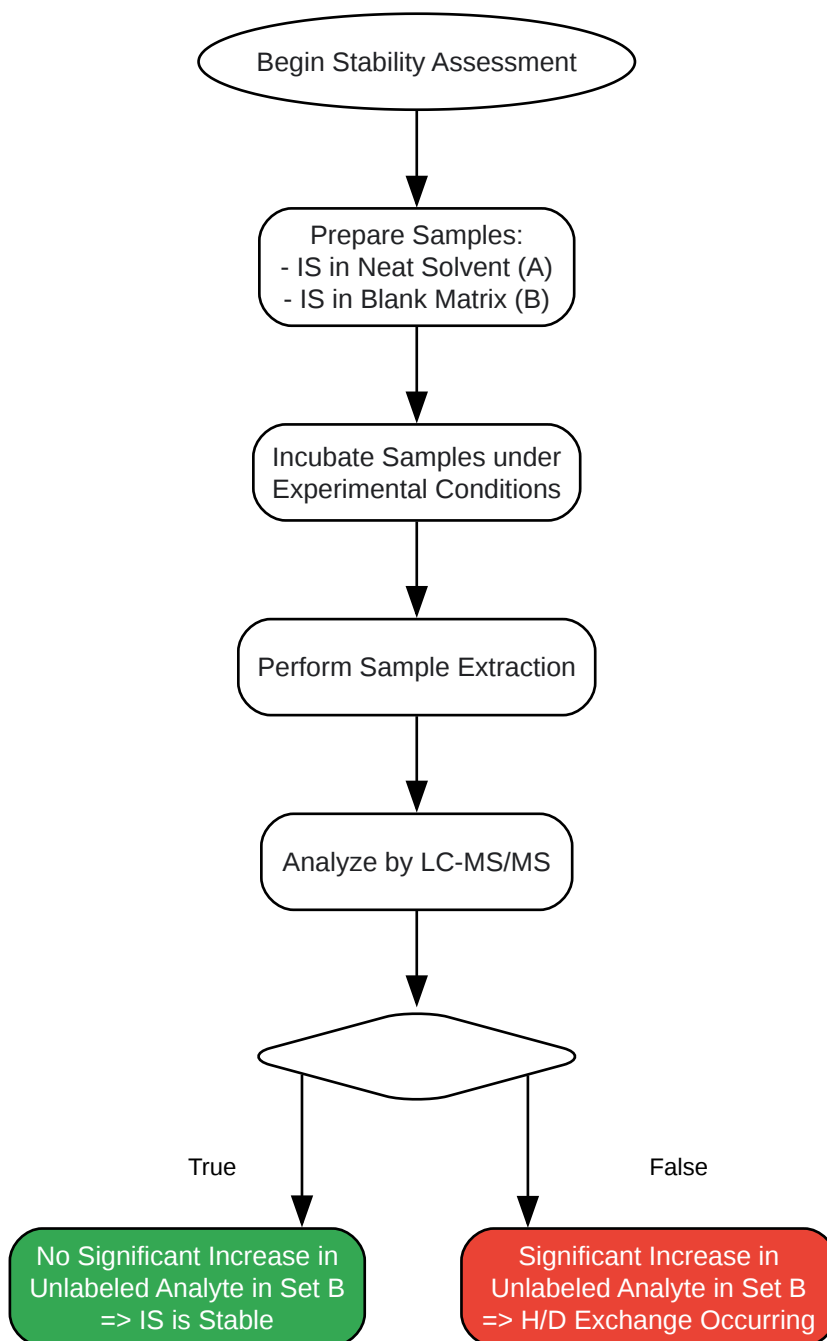 Begin Stability Assessment
Prepare Samples:
- IS in Neat Solvent (A)
- IS in Blank Matrix (B)
Incubate Samples under
Experimental Conditions
Perform Sample Extraction
Analyze by LC-MS/MS
True
False
No Significant Increase in
Unlabeled Analyte in Set B
=> IS is Stable
Significant Increase in
Unlabeled Analyte in Set B
=> H/D Exchange Occurring